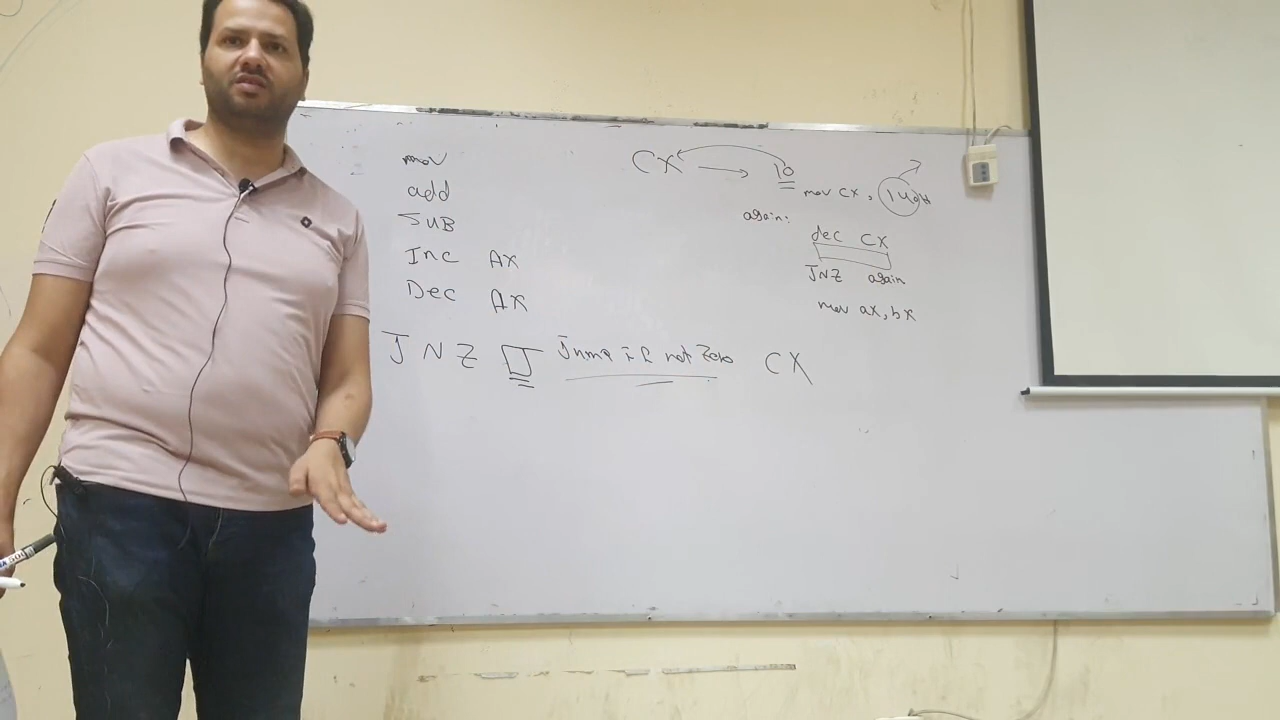 mov
add
SUB
Inc AX
Dec AX
JNZ Jump IF not Zero CX
CX 10
mov CX,
again:
dec CX
JNZ again
mov ax, bx